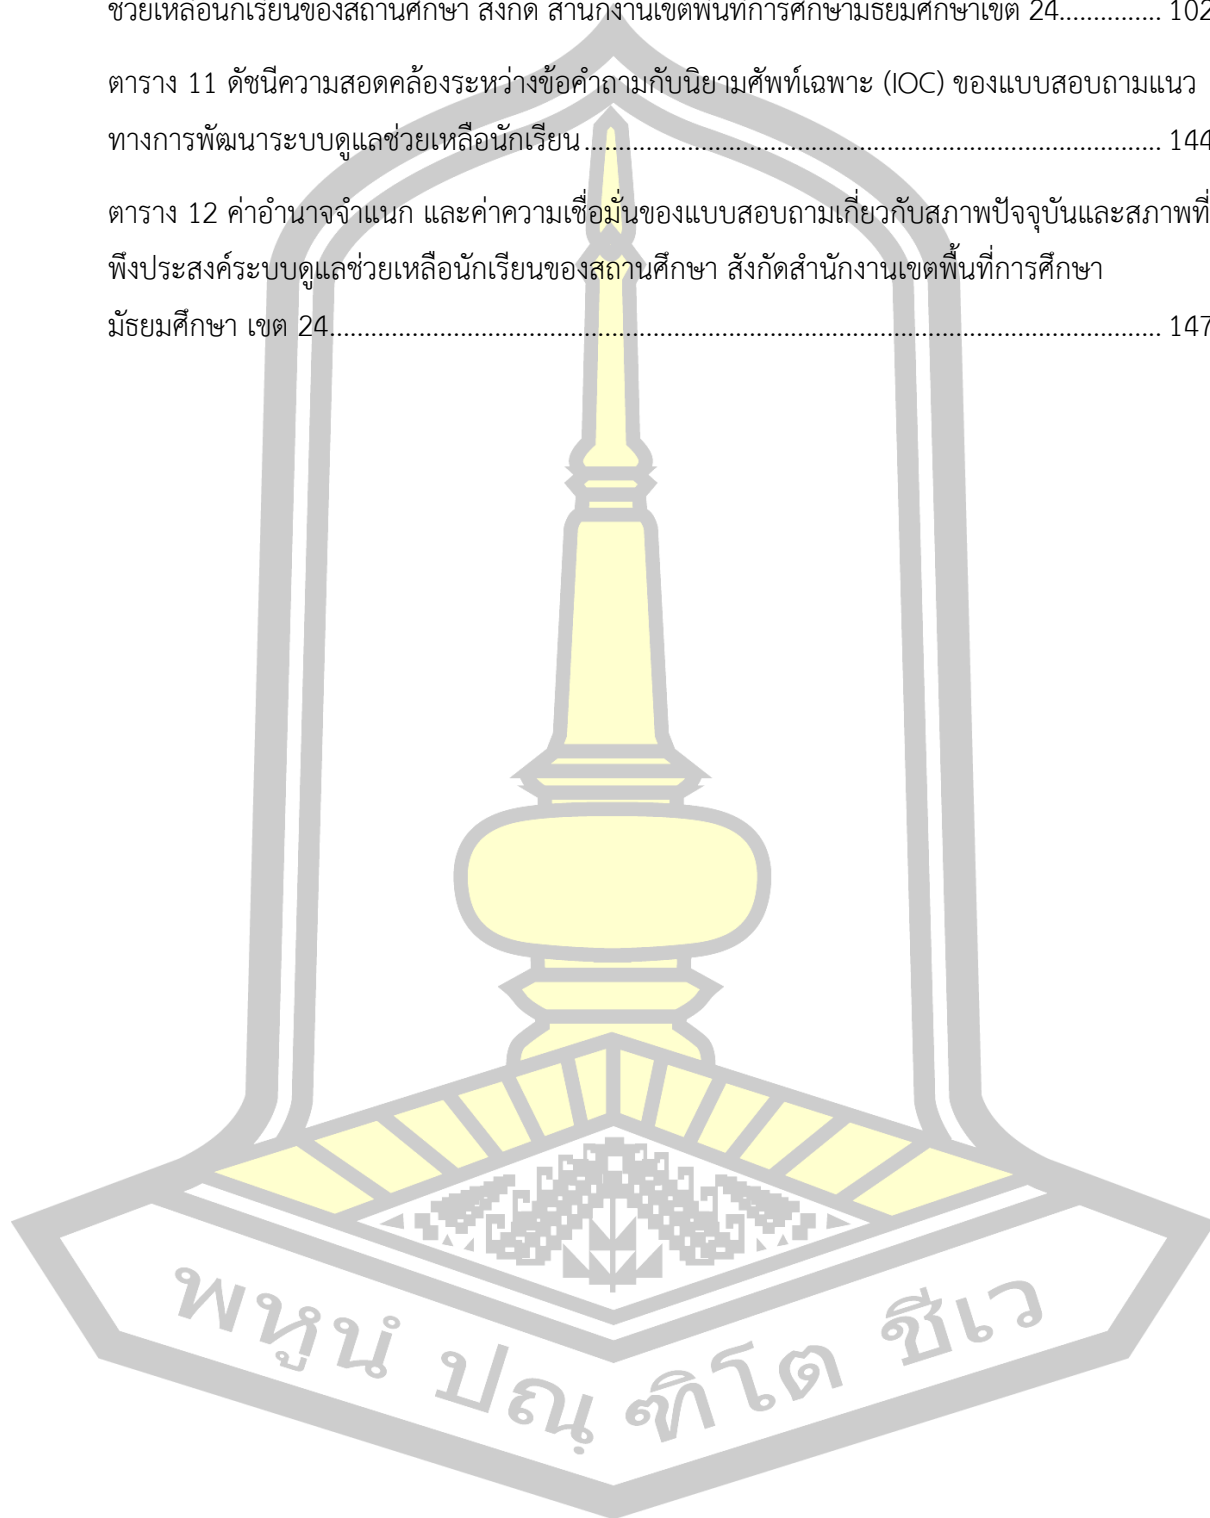 ช่วยเหลือนักเรียนของสถานศึกษา สังกัด สำนักงานเขตพื้นที่การศึกษามัธยมศึกษาเขต 24............... 102
ตาราง 11 ดัชนีความสอดคล้องระหว่างข้อคำถามกับนิยามศัพท์เฉพาะ (IOC) ของแบบสอบถามแนว
ทางการพัฒนาระบบดูแลช่วยเหลือนักเรียน.................................................................................... 144
ตาราง 12 ค่าอำนาจจำแนก และค่าความเชื่อมั่นของแบบสอบถามเกี่ยวกับสภาพปัจจุบันและสภาพที่
พึงประสงค์ระบบดูแลช่วยเหลือนักเรียนของสถานศึกษา สังกัดสำนักงานเขตพื้นที่การศึกษา
มัธยมศึกษา เขต 24......................................................................................................................... 147
พหูนํ ปณฺ ฑิโต ชีเว